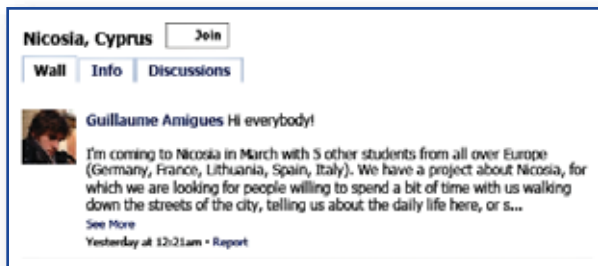 Nicosia, Cyprus Join
Wall Info Discussions
Guillaume Amigues Hi everybody!
I'm coming to Nicosia in March with 5 other students from all over Europe
(Germany, France, Lithuania, Spain, Italy). We have a project about Nicosia, for
which we are looking for people willing to spend a bit of time with us walking
down the streets of the city, telling us about the daily life here, or s...
See More
Yesterday at 12:21am • Report